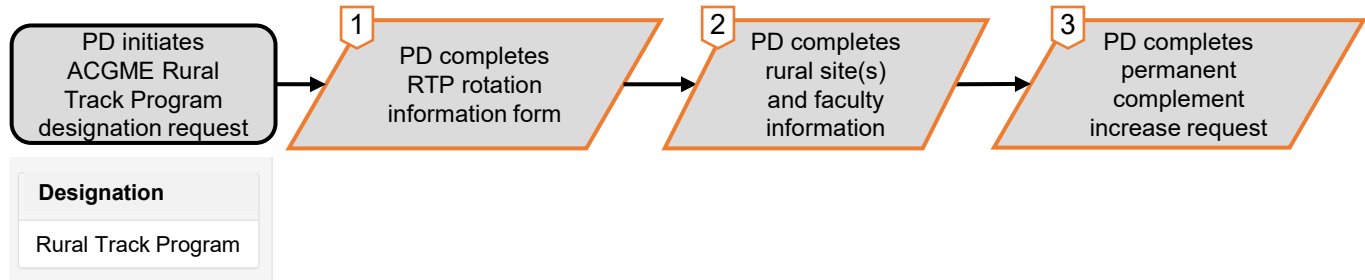 PD initiates
ACGME Rural
Track Program
designation request
1
PD completes
RTP rotation
information form
2
PD completes
rural site(s)
and faculty
information
3
PD completes
permanent
complement
increase request
Designation
Rural Track Program